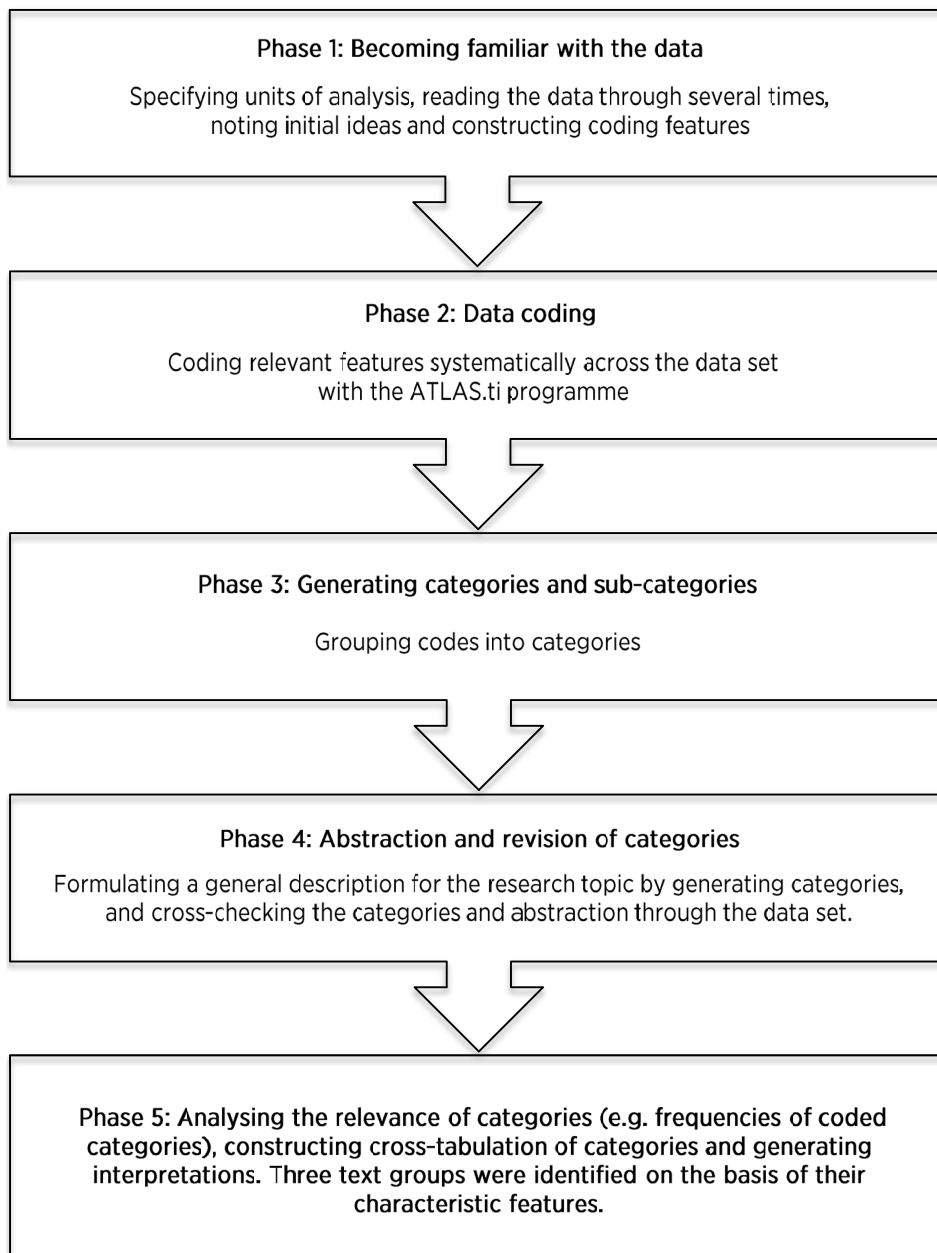 Phase 1: Becoming familiar with the data
Specifying units of analysis, reading the data through several times,
noting initial ideas and constructing coding features
Phase 2: Data coding
Coding relevant features systematically across the data set
with the ATLAS.ti programme
Phase 3: Generating categories and sub-categories
Grouping codes into categories
Phase 4: Abstraction and revision of categories
Formulating a general description for the research topic by generating categories,
and cross-checking the categories and abstraction through the data set.
Phase 5: Analysing the relevance of categories (e.g. frequencies of coded
categories), constructing cross-tabulation of categories and generating
interpretations. Three text groups were identified on the basis of their
characteristic features.